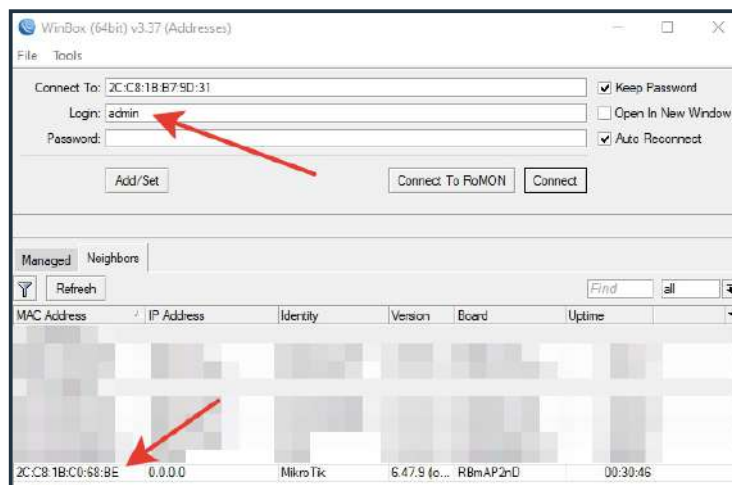 WinBox (64bit) v3.37 (Addresses)
File Tools
Connect To: 2C:C8:1B:B7:9D:31
Keep Password
Login: admin
Open In New Window
Password:
Auto Reconnect
Add/Set Connect To RoMON Connect
Managed Neighbors
Refresh Find all
MAC Address IP Address Identity Version Board Uptime
2C:C8:1B:C0:68:BE 0.0.0.0 MikroTik 6.47.9 (o... RBmAP2nD 00:30:46